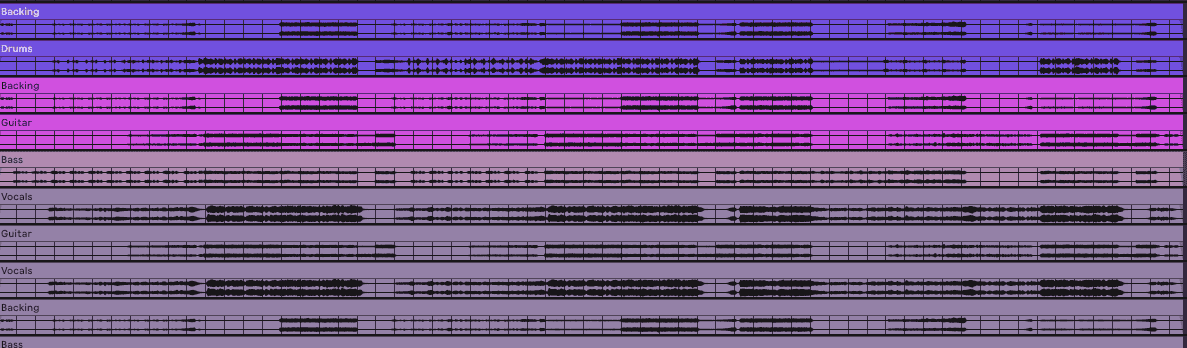 Backing
Drums
Backing
Guitar
Bass
Vocals
Guitar
Vocals
Backing
Bass